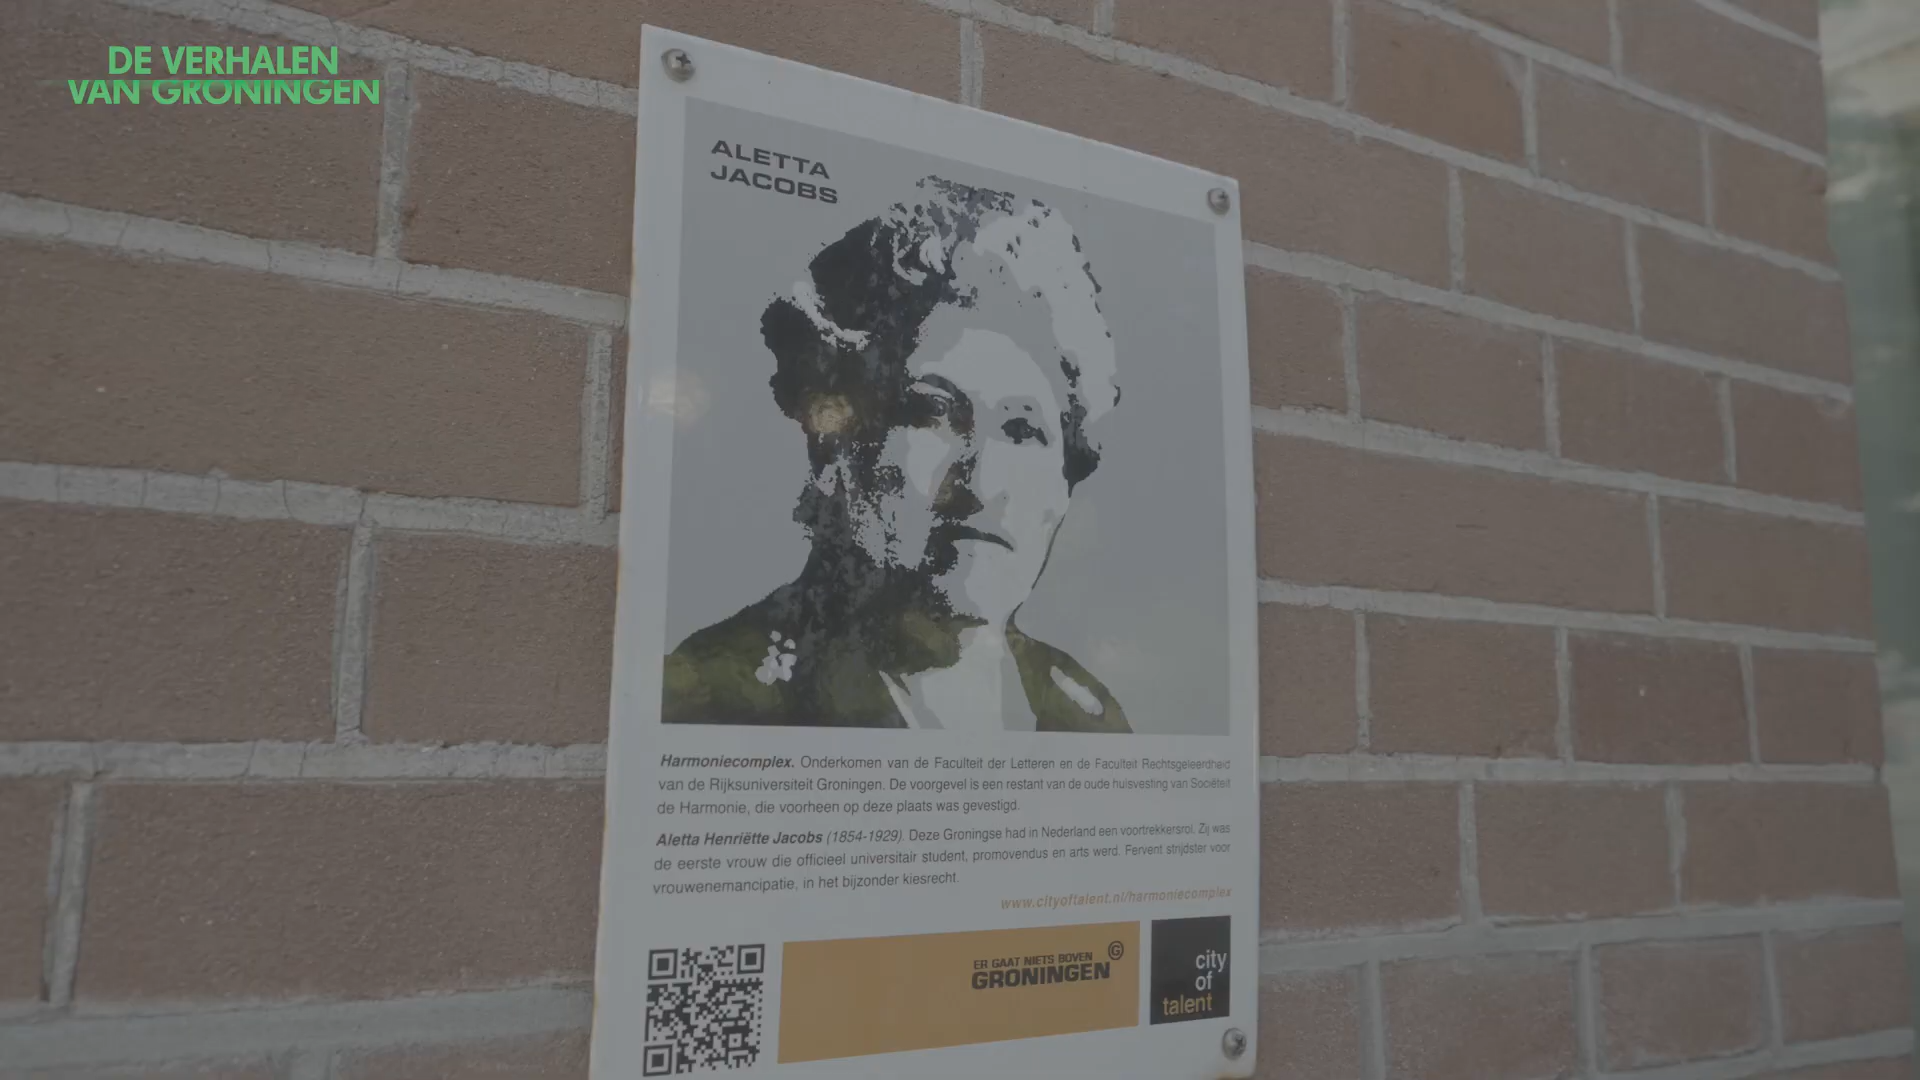 DE VERHALEN
VAN GRONINGEN
ALETTA
JACOBS
Harmoniecomplex. Onderkomen van de Faculteit der Letteren en de Faculteit Rechtsgeleerdheid
van de Rijksuniversiteit Groningen. De voorgevel is een restant van de oude huisvesting van Sociëteit
de Harmonie, die voorheen op deze plaats was gevestigd.
Aletta Henriëtte Jacobs (1854-1929). Deze Groningse had in Nederland een voortrekkersrol. Zij was
de eerste vrouw die officieel universitair student, promovendus en arts werd. Fervent strijdster voor
vrouwenemancipatie, in het bijzonder kiesrecht.
www.cityoftalent.nl/harmoniecomplex
ER GAAT NIETS BOVEN
GRONINGEN
G
city
of
talent